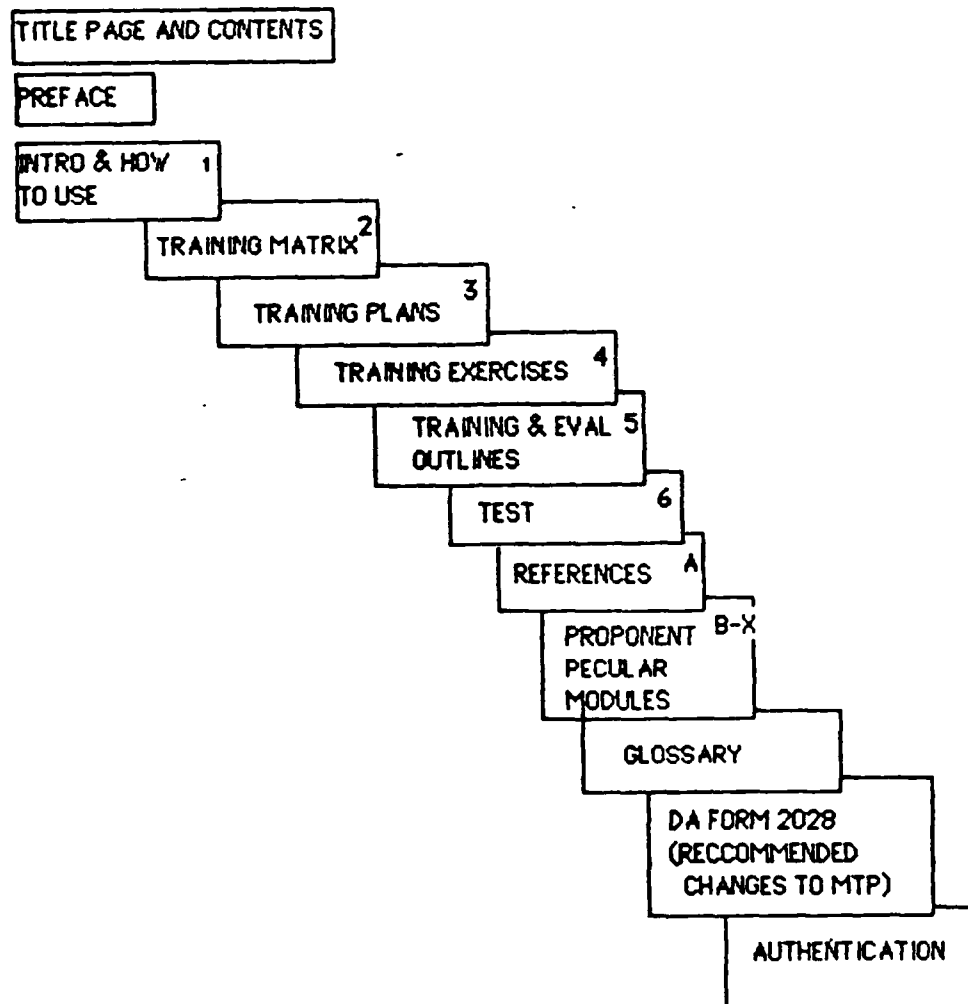 TITLE PAGE AND CONTENTS
PREFACE
INTRO & HOW 1
TO USE
TRAINING MATRIX 2
3
TRAINING PLANS
4
TRAINING EXERCISES
TRAINING & EVAL 5
OUTLINES
6
TEST
REFERENCES A
PROPONENT B-X
PECULAR
MODULES
GLOSSARY
DA FORM 2028
(RECCOMMENDED
CHANGES TO MTP)
AUTHENTICATION